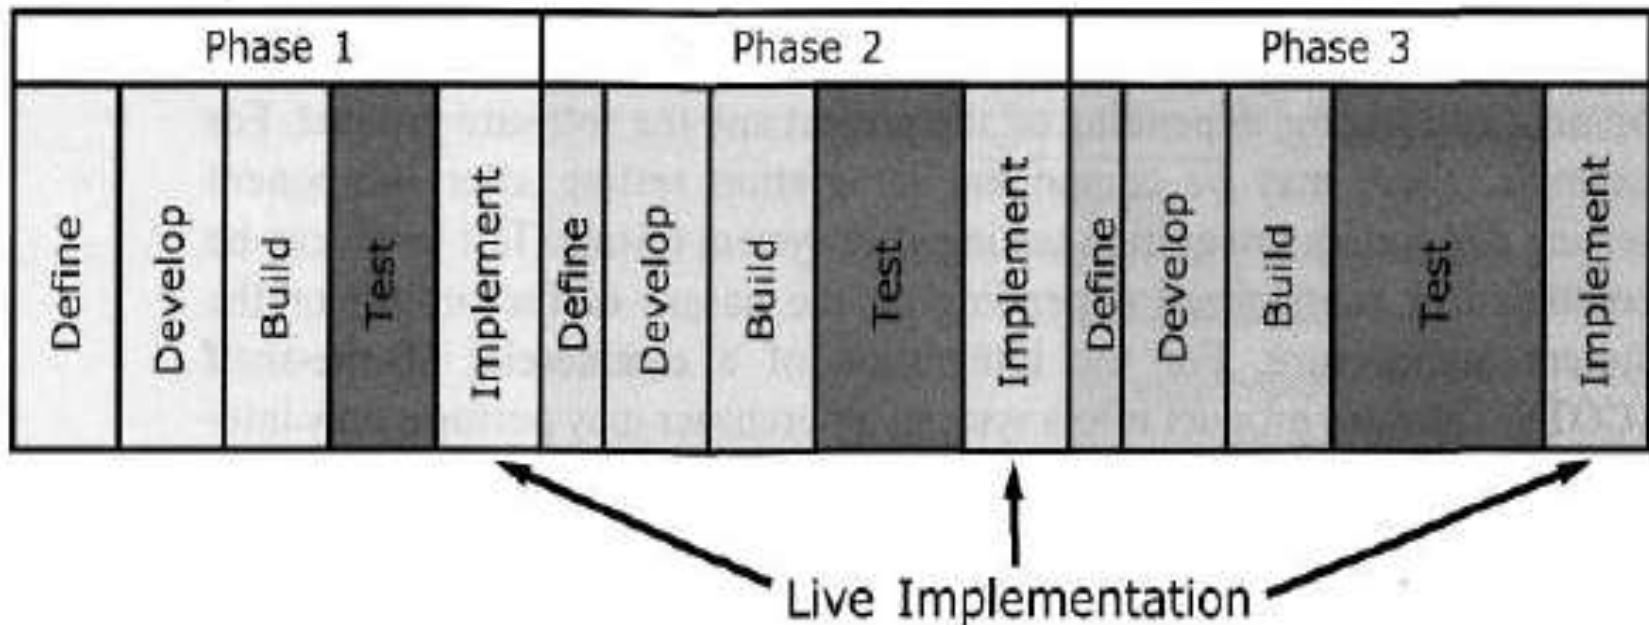 Phase 1
Phase 2
Phase 3
Define
Develop
Build
Test
Implement
Define
Develop
Build
Test
Implement
Define
Develop
Build
Test
Implement
Live Implementation